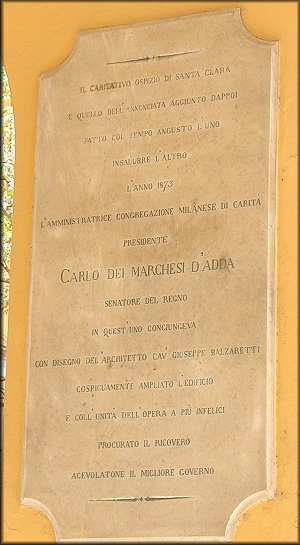 IL CARITATIVO OSPIZIO DI SANTA CLARA
E QUELLO DELL'ANNUNCIATA AGGIUNTO DAPPOI
FATTO COL TEMPO ANGUSTO L'UNO
INSALUBRE L'ALTRO
L'ANNO 1873
L'AMMINISTRATRICE CONGREGAZIONE MILANESE DI CARITÀ
PRESIDENTE
CARLO DEI MARCHESI D'ADDA
SENATORE DEL REGNO
IN QUEST'UNO CONGIUNGEVA
CON DISEGNO DEL'ARCHITETTO CAV' GIUSEPPE BALZARETTI
COSPICUAMENTE AMPLIATO L'EDIFICIO
E COLL'UNITÀ DELL'OPERA A PIÙ INFELICI
PROCURATO IL RICOVERO
AGEVOLATONE IL MIGLIORE GOVERNO